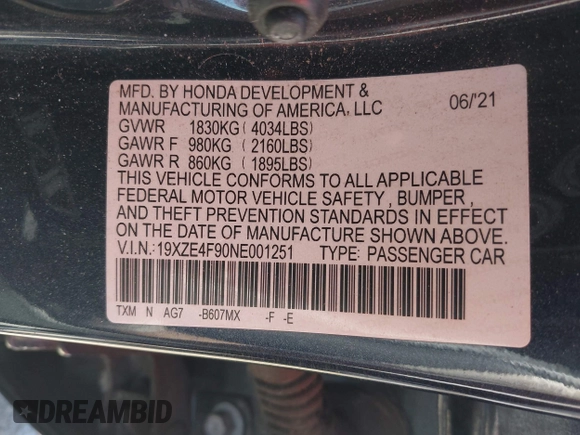 MFD. BY HONDA DEVELOPMENT &
MANUFACTURING OF AMERICA, LLC 06/'21
GVWR 1830KG ( 4034LBS)
GAWR F 980KG ( 2160LBS)
GAWR R 860KG ( 1895LBS)
THIS VEHICLE CONFORMS TO ALL APPLICABLE
FEDERAL MOTOR VEHICLE SAFETY , BUMPER ,
AND THEFT PREVENTION STANDARDS IN EFFECT
ON THE DATE OF MANUFACTURE SHOWN ABOVE.
V.I.N.:19XZE4F90NE001251 TYPE: PASSENGER CAR
TXM N AG7 -B607MX -F -E
DREAMBID